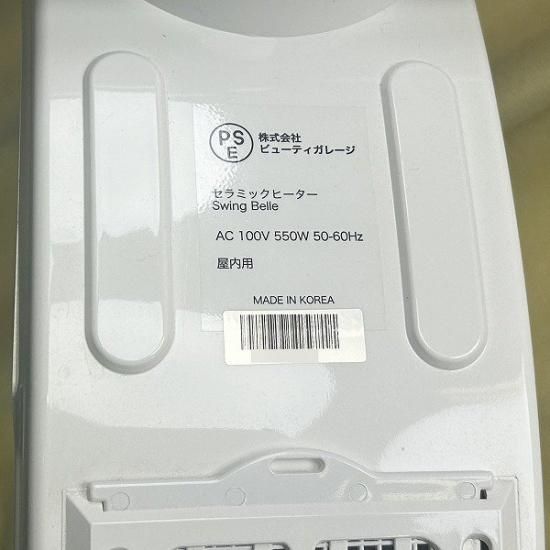 PS
E
株式会社
ビューティガレージ
セラミックヒーター
Swing Belle
AC 100V 550W 50-60Hz
屋内用
MADE IN KOREA